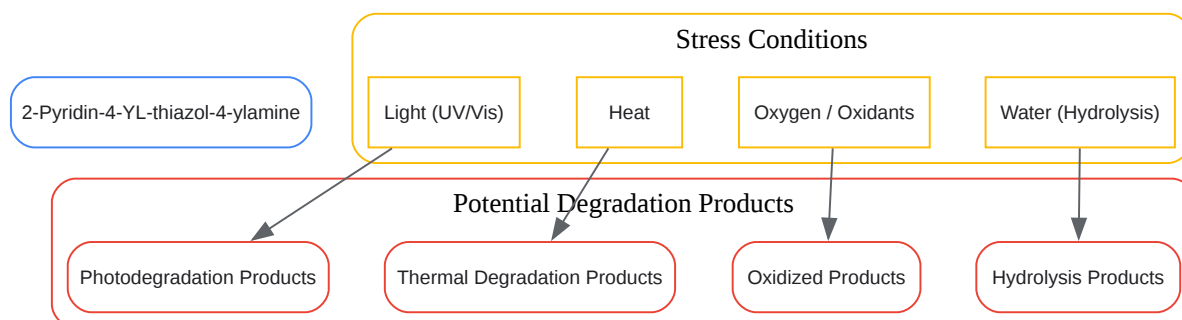 Stress Conditions
2-Pyridin-4-YL-thiazol-4-ylamine
Light (UV/Vis)
Heat
Oxygen / Oxidants
Water (Hydrolysis)
Potential Degradation Products
Photodegradation Products
Thermal Degradation Products
Oxidized Products
Hydrolysis Products